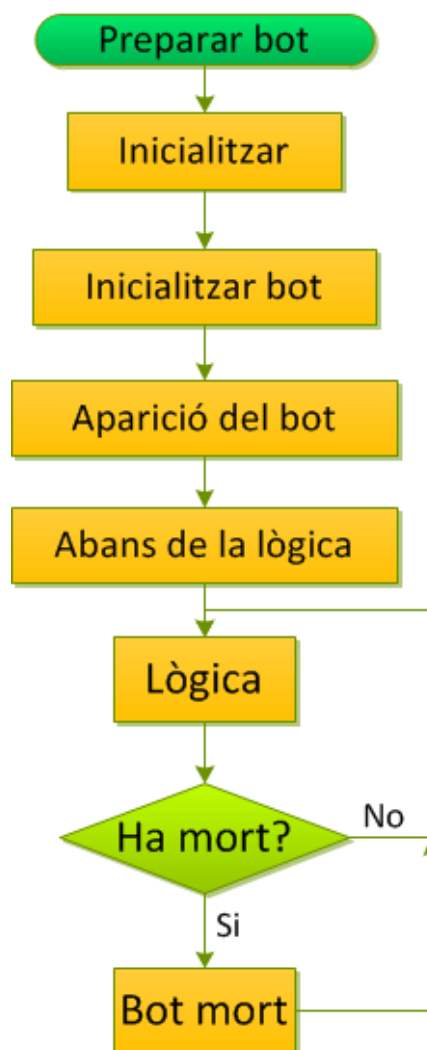 Preparar bot
Inicialitzar
Inicialitzar bot
Aparició del bot
Abans de la lògica
Lògica
Ha mort?
No
Si
Bot mort